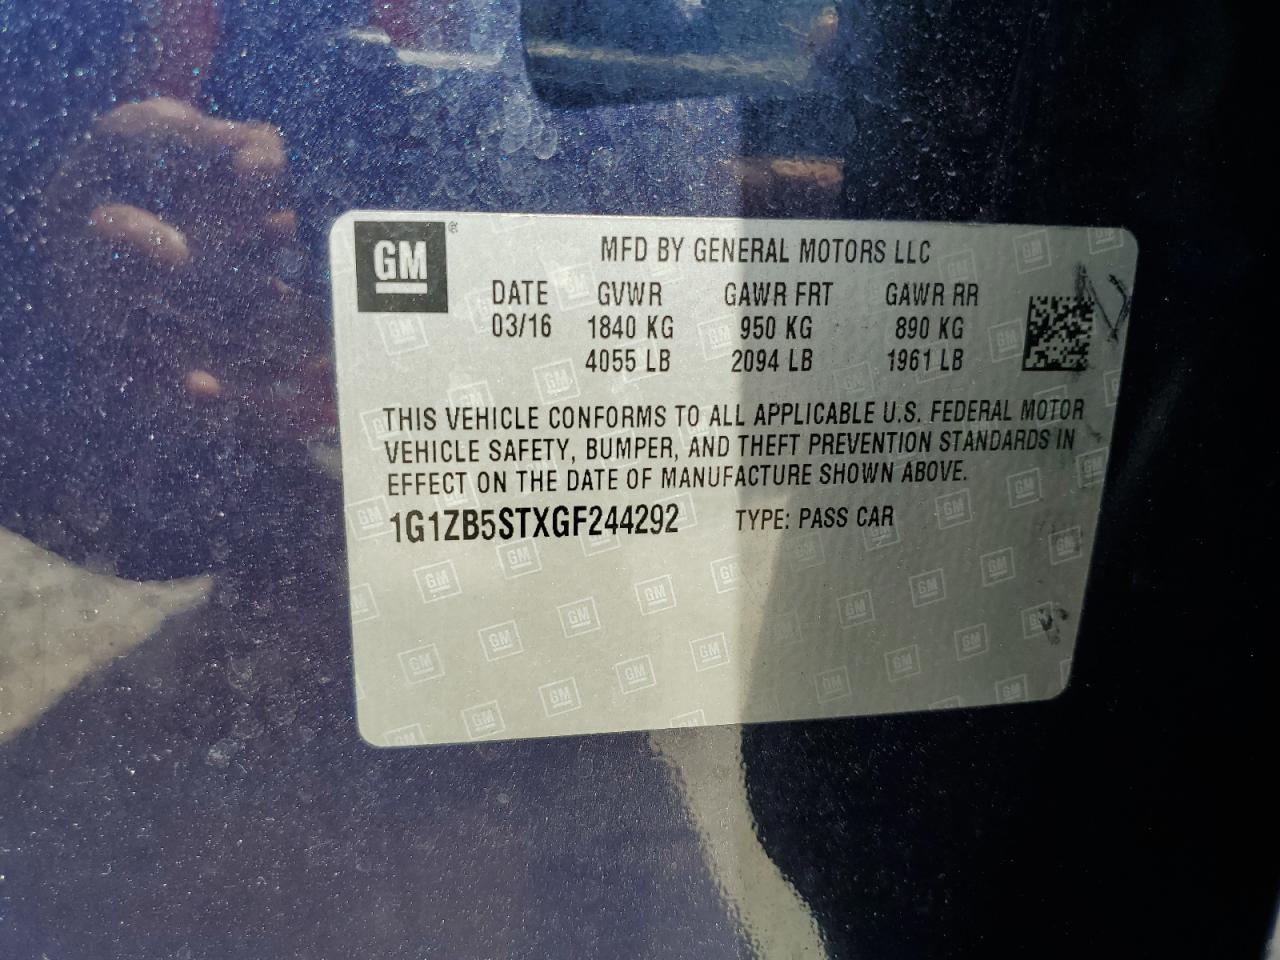 GM ®
MFD BY GENERAL MOTORS LLC
DATE GVWR GAWR FRT GAWR RR
03/16 1840 KG 950 KG 890 KG
4055 LB 2094 LB 1961 LB
THIS VEHICLE CONFORMS TO ALL APPLICABLE U.S. FEDERAL MOTOR
VEHICLE SAFETY, BUMPER, AND THEFT PREVENTION STANDARDS IN
EFFECT ON THE DATE OF MANUFACTURE SHOWN ABOVE.
1G1ZB5STXGF244292 TYPE: PASS CAR